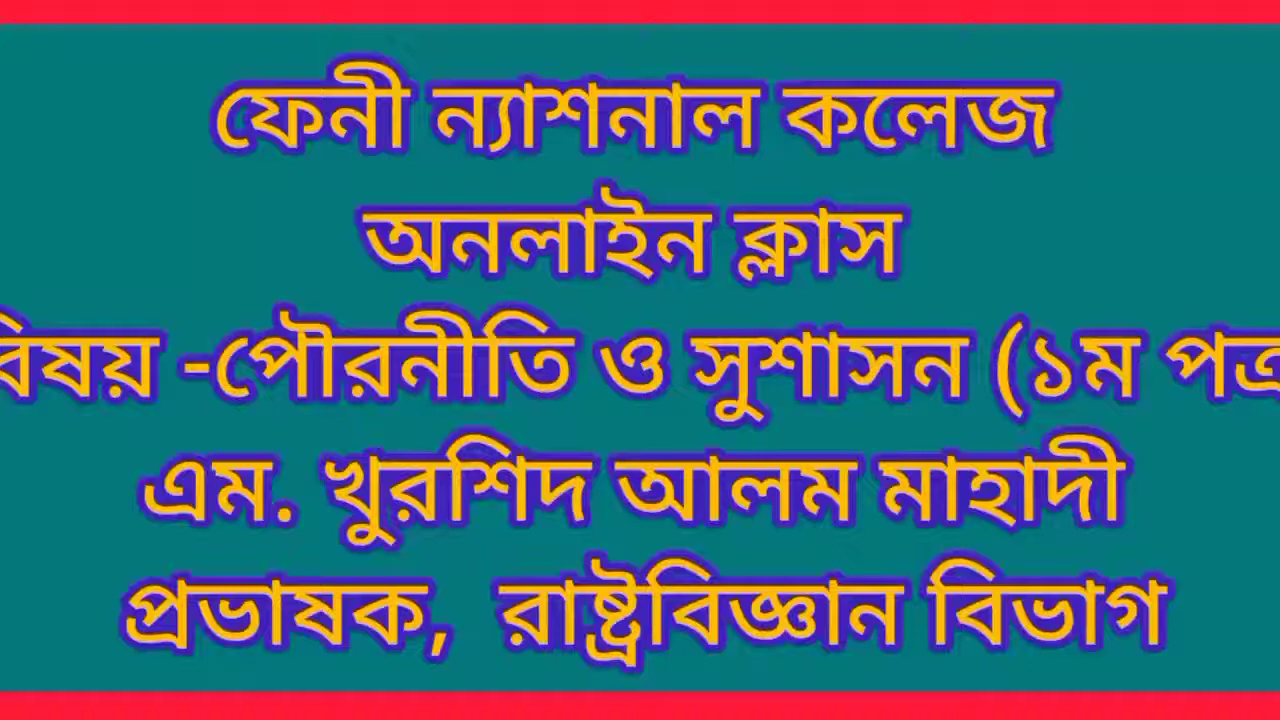 ফেনী ন্যাশনাল কলেজ
অনলাইন ক্লাস
বিষয় -পৌরনীতি ও সুশাসন (১ম পত্র
এম. খুরশিদ আলম মাহাদী
প্রভাষক, রাষ্ট্রবিজ্ঞান বিভাগ